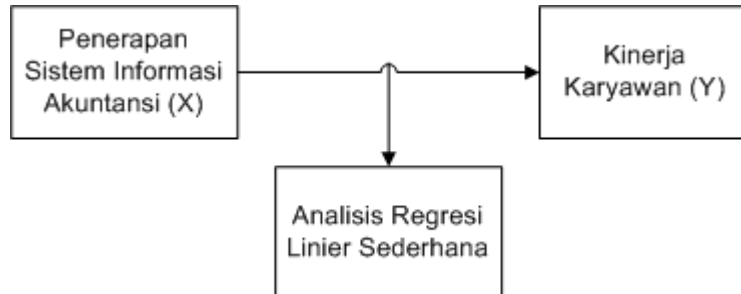 Penerapan
Sistem Informasi
Akuntansi (X)
Kinerja
Karyawan (Y)
Analisis Regresi
Linier Sederhana